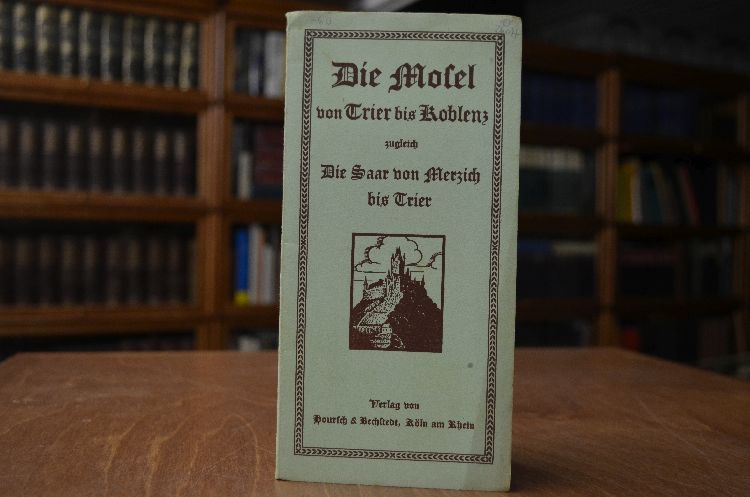 Die Moſel
von Trier bis Koblenz
zugleich
Die Saar von Merzich
bis Trier
Verlag von
Hourſch & Bechſtedt, Köln am Rhein